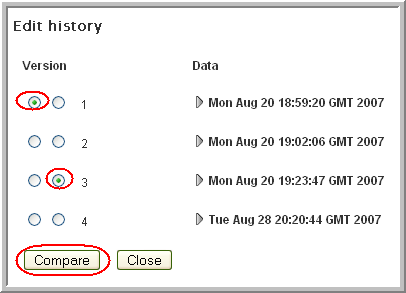 Edit history
Version Data
1 Mon Aug 20 18:59:20 GMT 2007
2 Mon Aug 20 19:02:06 GMT 2007
3 Mon Aug 20 19:23:47 GMT 2007
4 Tue Aug 28 20:20:44 GMT 2007
Compare Close